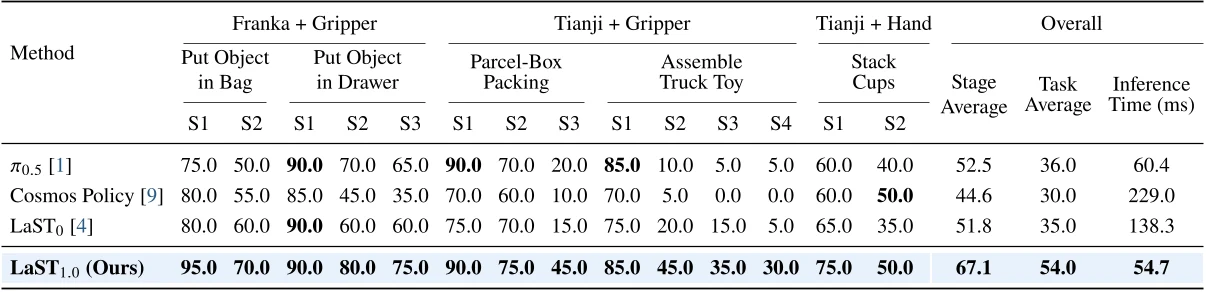 Franka + Gripper Tianji + Gripper Tianji + Hand Overall
Method Put Object in Bag Put Object in Drawer Parcel-Box Packing Assemble Truck Toy Stack Cups Stage Average Task Average Inference Time (ms)
S1 S2 S1 S2 S3 S1 S2 S3 S1 S2 S3 S4 S1 S2
π0.5 [1] 75.0 50.0 90.0 70.0 65.0 90.0 70.0 20.0 85.0 10.0 5.0 5.0 60.0 40.0 52.5 36.0 60.4
Cosmos Policy [9] 80.0 55.0 85.0 45.0 35.0 70.0 60.0 10.0 70.0 5.0 0.0 0.0 60.0 50.0 44.6 30.0 229.0
LaST0 [4] 80.0 60.0 90.0 60.0 60.0 75.0 70.0 15.0 75.0 20.0 15.0 5.0 65.0 35.0 51.8 35.0 138.3
LaST1.0 (Ours) 95.0 70.0 90.0 80.0 75.0 90.0 75.0 45.0 85.0 45.0 35.0 30.0 75.0 50.0 67.1 54.0 54.7